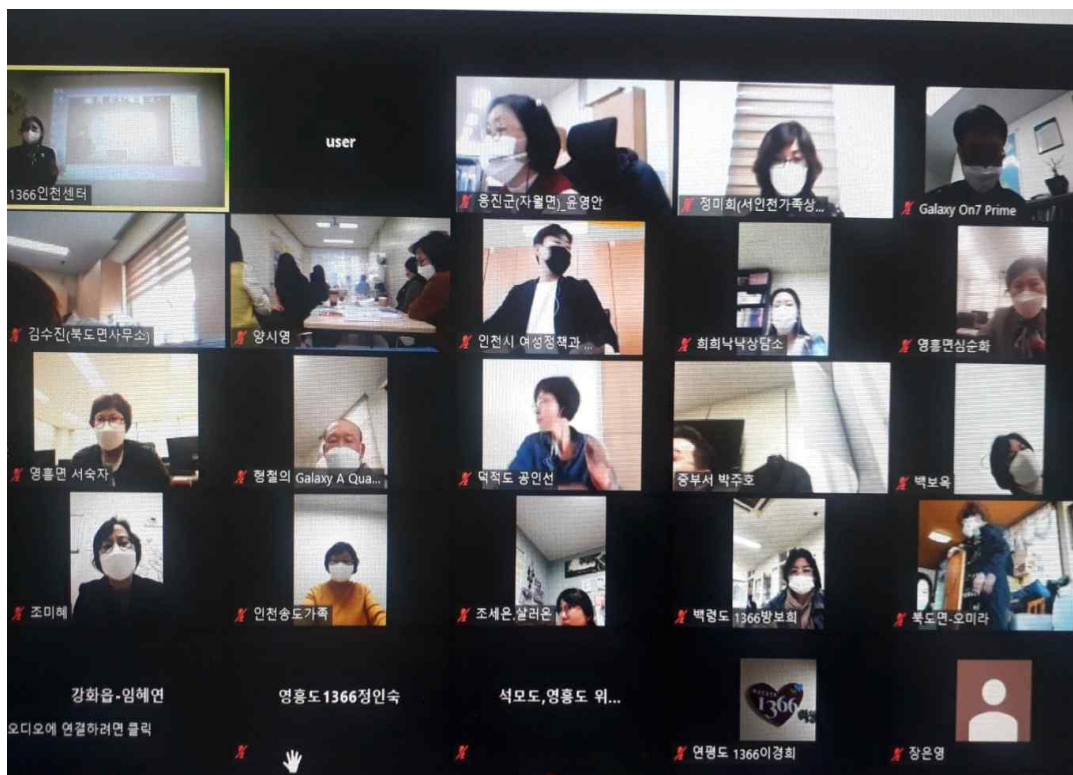 1366인천센터
user
옹진군(자월면)_윤영안
정미희(서인천가족상...
Galaxy On7 Prime
김수진(북도면사무소)
양시영
인천시 여성정책과 ...
희희낙낙상담소
영흥면심순화
영흥면 서숙자
형철의 Galaxy A Qua...
덕적도 공인선
중부서 박주호
백보옥
조미혜
인천송도가족
조세은.살러온
백령도 1366방보희
북도면-오미라
강화읍-임혜연
영흥도1366정인숙
석모도,영흥도 위...
오디오에 연결하려면 클릭
1366
연평도 1366이경희
장은영